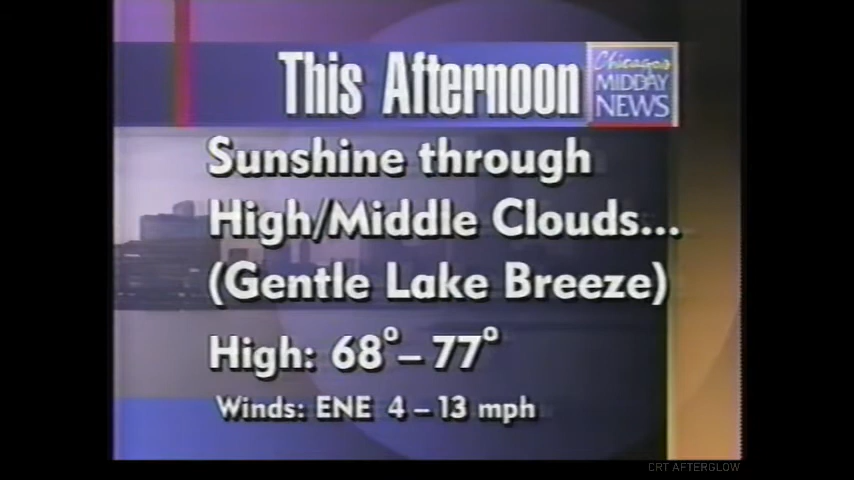 This Afternoon
Chicago's
MIDDAY
NEWS
Sunshine through
High/Middle Clouds...
(Gentle Lake Breeze)
High: 68°– 77°
Winds: ENE 4 – 13 mph
CRT AFTERGLOW